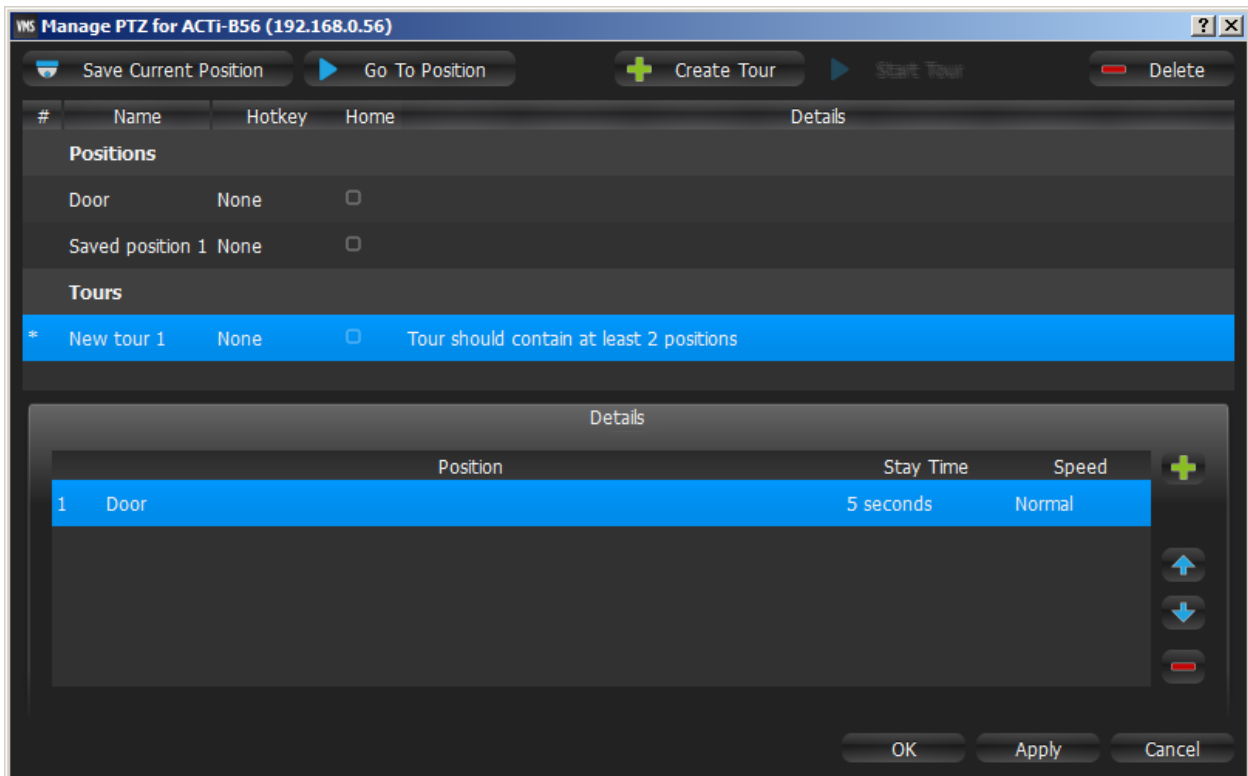 VMS Manage PTZ for ACTi-B56 (192.168.0.56)
Save Current Position Go To Position Create Tour Start Tour Delete
# Name Hotkey Home Details
Positions
Door None
Saved position 1 None
Tours
* New tour 1 None Tour should contain at least 2 positions
Details
Position Stay Time Speed
1 Door 5 seconds Normal
OK Apply Cancel